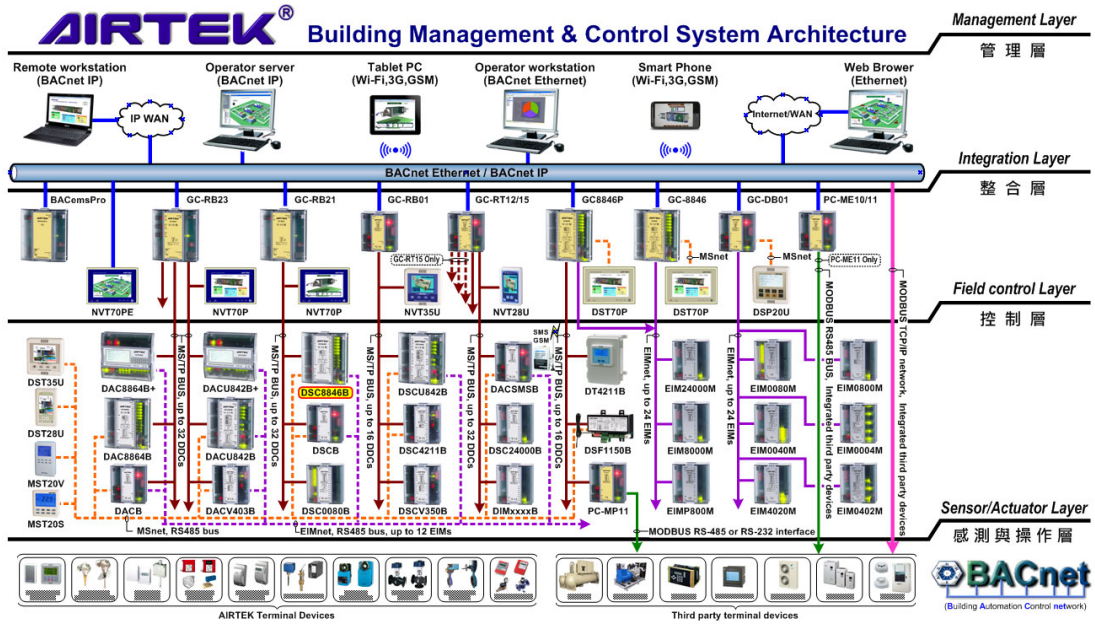 AIRTEK®
Building Management & Control System Architecture
Management Layer
管理層
Remote workstation
(BACnet IP)
Operator server
(BACnet IP)
Tablet PC
(Wi-Fi,3G,GSM)
Operator workstation
(BACnet Ethernet)
Smart Phone
(Wi-Fi,3G,GSM)
Web Brower
(Ethernet)
IP WAN
Internet/WAN
BACnet Ethernet / BACnet IP
Integration Layer
整合層
BACemsPro
GC-RB23
GC-RB21
GC-RB01
GC-RT12/15
GC8846P
GC-8846
GC-DB01
PC-ME10/11
GC-RT15 Only
MSnet
MSnet
PC-ME11 Only
NVT70PE
NVT70P
NVT70P
NVT35U
NVT28U
DST70P
DST70P
DSP20U
Field control Layer
控制層
SMS
GSM
DST35U
DST28U
MST20V
MST20S
DAC8864B+
DACU842B+
DSC8846B
DSCU842B
DACSMSB
DT4211B
EIM24000M
EIM0080M
EIM0800M
DAC8864B
DACU842B
DSCB
DSC4211B
DSC24000B
DSF1150B
EIM8000M
EIM0040M
EIM0004M
DACB
DACV403B
DSC0080B
DSCV350B
DIMxxxxB
PC-MP11
EIMP800M
EIM4020M
EIM0402M
MS/TP BUS, up to 32 DDCs
MS/TP BUS, up to 32 DDCs
MS/TP BUS, up to 16 DDCs
MS/TP BUS, up to 32 DDCs
MS/TP BUS, up to 16 DDCs
EIMnet, up to 24 EIMs
EIMnet, up to 24 EIMs
MODBUS RS485 BUS, Integrated third party devices
MODBUS TCP/IP network, Integrated third party devices
MSnet, RS485 bus
EIMnet, RS485 bus, up to 12 EIMs
MODBUS RS-485 or RS-232 interface
Sensor/Actuator Layer
感測與操作層
AIRTEK Terminal Devices
Third party terminal devices
BACnet
(Building Automation Control network)